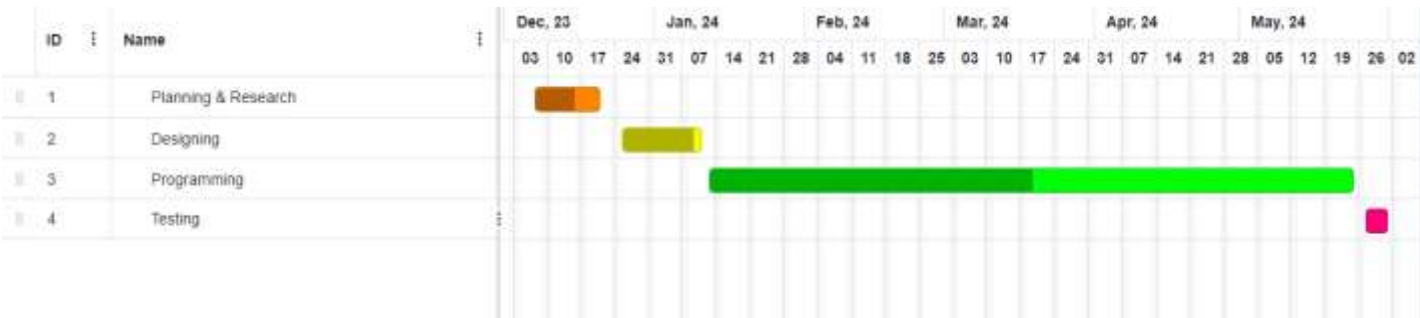 Dec, 23 Jan, 24 Feb, 24 Mar, 24 Apr, 24 May, 24
ID Name
03 10 17 24 31 07 14 21 28 04 11 18 25 03 10 17 24 31 07 14 21 28 05 12 19 26 02
1 Planning & Research
2 Designing
3 Programming
4 Testing